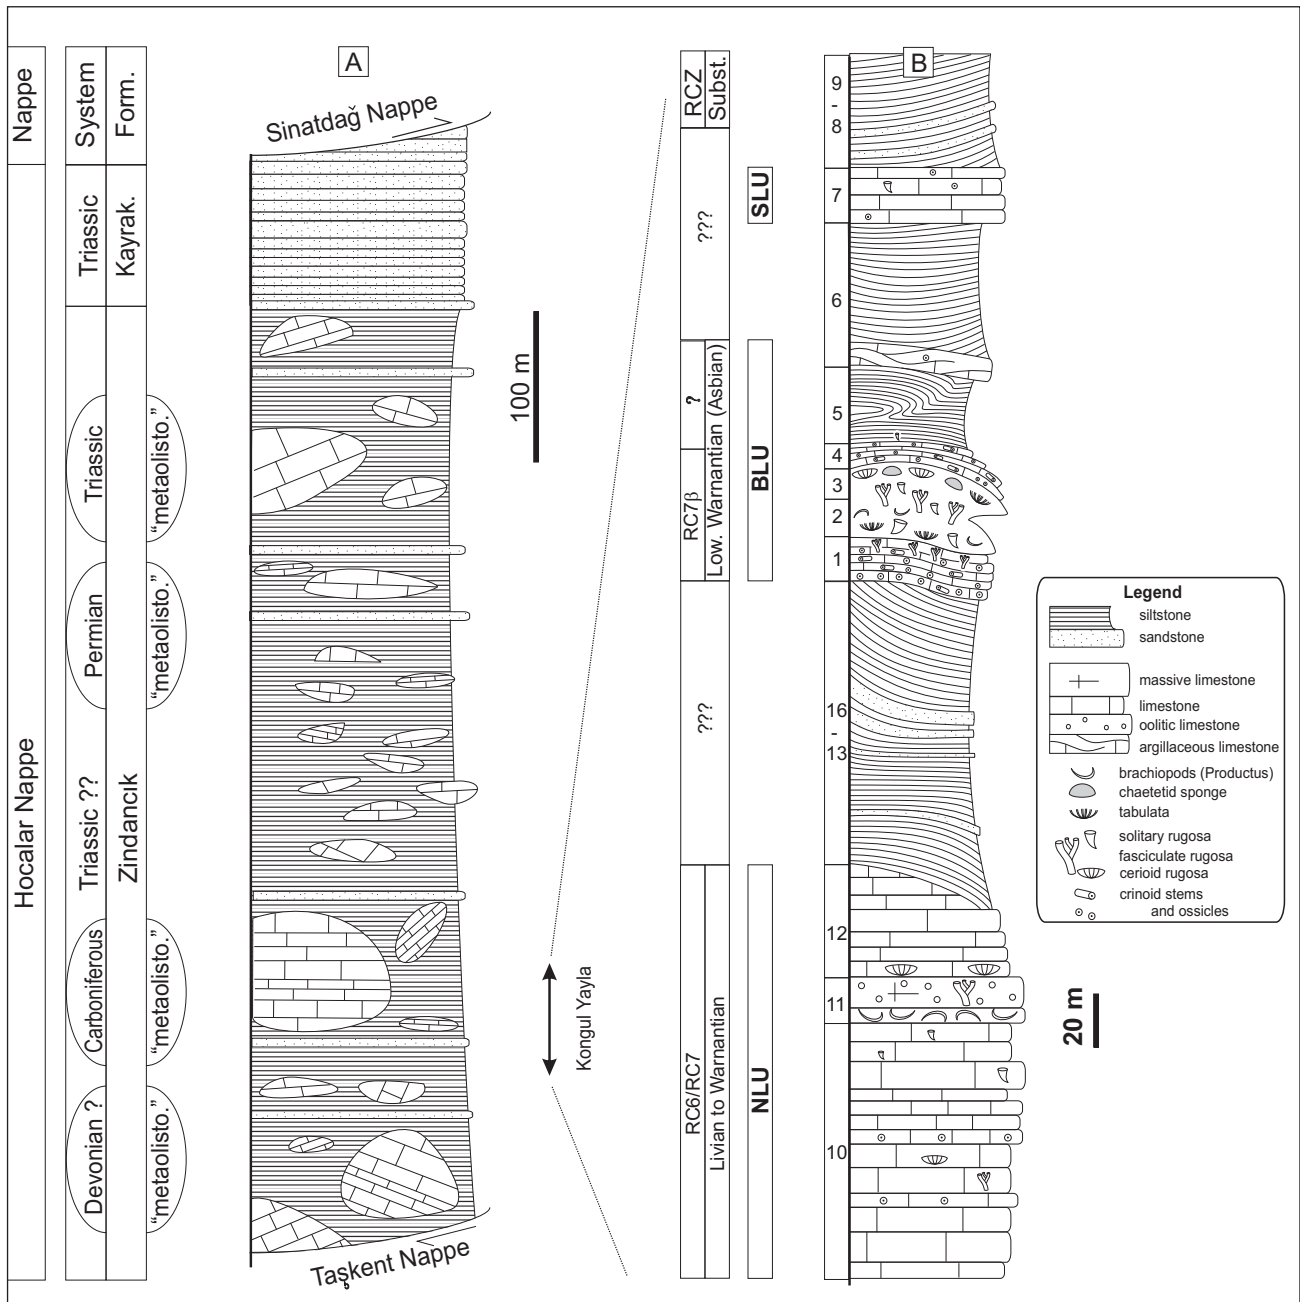 Nappe
System
Form.
A
Sinatdağ Nappe
Hocalar Nappe
Triassic
Kayrak.
Triassic
"metaolisto."
Permian
"metaolisto."
Triassic ??
Zindancık
Carboniferous
"metaolisto."
Devonian ?
"metaolisto."
100 m
Kongul Yayla
Taşkent Nappe
RCZ
Subst.
B
???
SLU
?
RC7β
Low. Warnantian (Asbian)
BLU
???
RC6/RC7
Livian to Warnantian
NLU
9
-
8
7
6
5
4
3
2
1
16
-
13
12
11
10
Legend
siltstone
sandstone
massive limestone
limestone
oolitic limestone
argillaceous limestone
brachiopods (Productus)
chaetetid sponge
tabulata
solitary rugosa
fasciculate rugosa
cerioid rugosa
crinoid stems
and ossicles
20 m